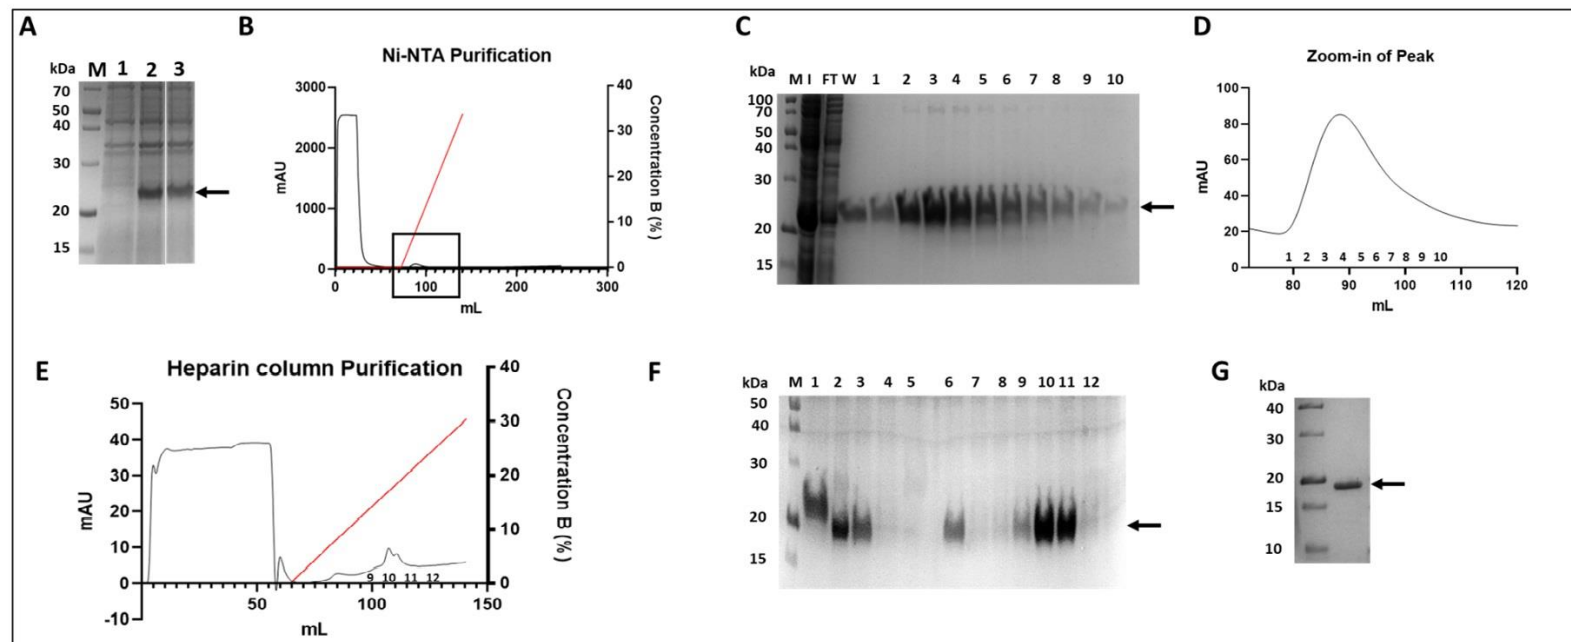 A
kDa M 1 2 3
70
50
40
30
20
15
B
Ni-NTA Purification
3000
2000
1000
0
mAU
0 100 200 300
mL
40
30
20
10
0
Concentration B (%)
C
kDa M I FT W 1 2 3 4 5 6 7 8 9 10
100
70
50
40
30
20
15
D
Zoom-in of Peak
100
80
60
40
20
0
mAU
1 2 3 4 5 6 7 8 9 10
80 90 100 110 120
mL
E
Heparin column Purification
50
40
30
20
10
0
-10
mAU
9 10 11 12
50 100 150
mL
40
30
20
10
0
Concentration B (%)
F
kDa M 1 2 3 4 5 6 7 8 9 10 11 12
50
40
30
20
15
G
kDa
40
30
20
15
10